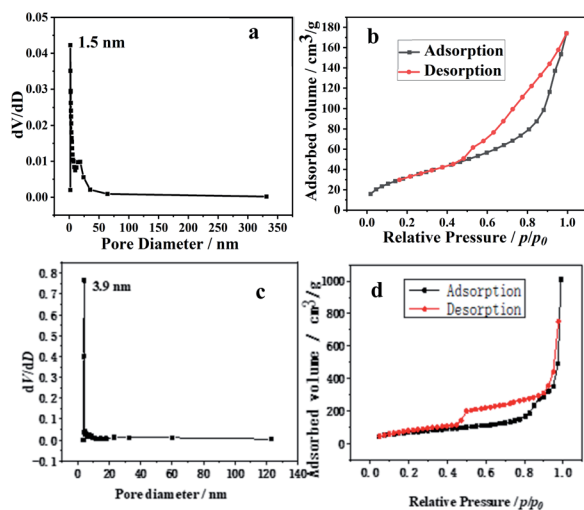 a
1.5 nm
dV/dD
0.05
0.04
0.03
0.02
0.01
0.00
0 50 100 150 200 250 300 350
Pore Diameter / nm
b
Adsorption
Desorption
Adsorbed volume / cm³/g
180
160
140
120
100
80
60
40
20
0
0.0 0.2 0.4 0.6 0.8 1.0
Relative Pressure / p/p₀
c
3.9 nm
dV/dD
0.8
0.7
0.6
0.5
0.4
0.3
0.2
0.1
0.0
-0.1
0 20 40 60 80 100 120 140
Pore diameter / nm
d
Adsorption
Desorption
Adsorbed volume / cm³/g
1000
800
600
400
200
0
0.0 0.2 0.4 0.6 0.8 1.0
Relative Pressure / p/p₀